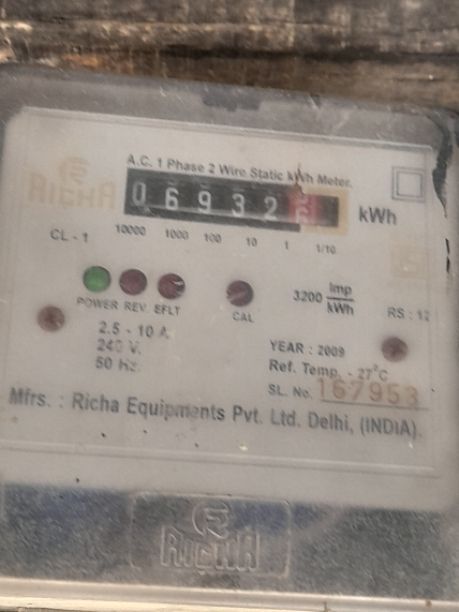 A.C. 1 Phase 2 Wire Static kWh Meter.
RICHA
0 6 9 3 2
kWh
CL - 1
10000 1000 100 10 1 1/10
POWER REV. EFLT
CAL
3200 Imp/kWh
RS : 12
2.5 - 10 A
240 V.
50 Hz.
YEAR : 2009
Ref. Temp. - 27°C
SL. No. 167953
Mfrs. : Richa Equipments Pvt. Ltd. Delhi, (INDIA).
RICHA